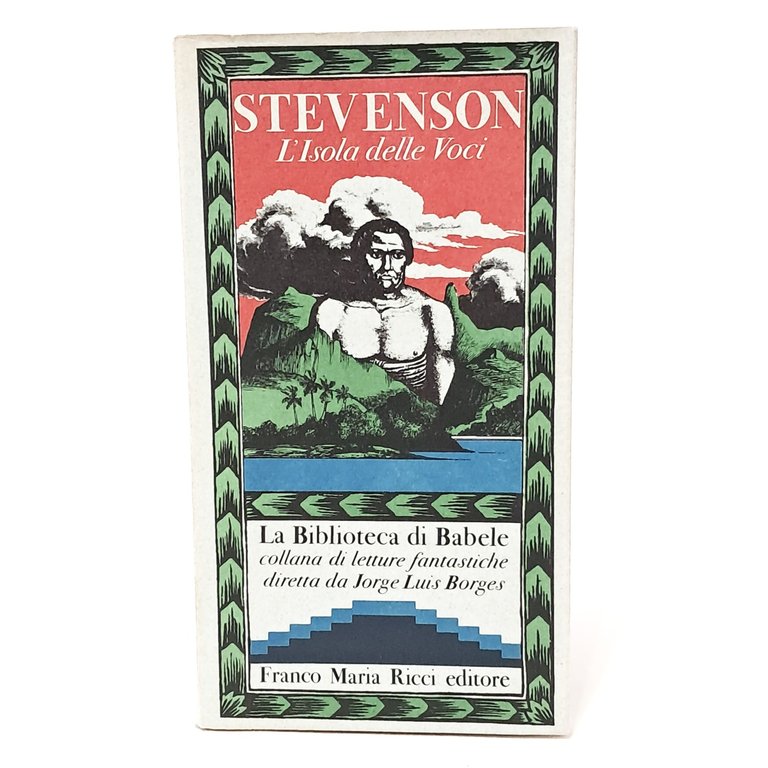 STEVENSON
L'Isola delle Voci
La Biblioteca di Babele
collana di letture fantastiche
diretta da Jorge Luis Borges
Franco Maria Ricci editore